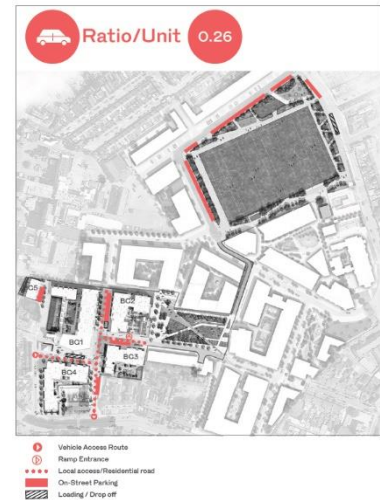 Ratio/Unit 0.26
BG5
BG2
BG1
BG3
BG4
Vehicle Access Route
Ramp Entrance
Local access/Residential road
On-Street Parking
Loading / Drop off